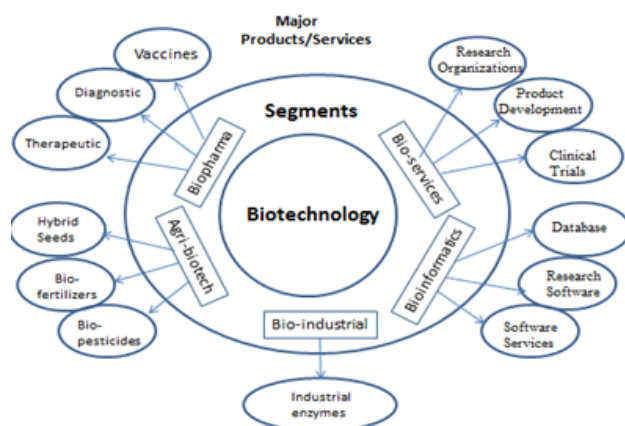 Major
Products/Services
Vaccines
Diagnostic
Therapeutic
Research
Organizations
Product
Development
Clinical
Trials
Segments
Biopharma
Bio-services
Biotechnology
Agri-biotech
Bioinformatics
Bio-industrial
Hybrid
Seeds
Bio-
fertilizers
Bio-
pesticides
Database
Research
Software
Software
Services
Industrial
enzymes